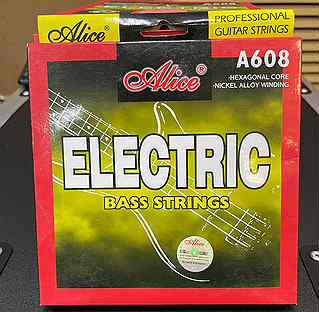 Alice®
PROFESSIONAL
GUITAR STRINGS
Alice®
A608
-HEXAGONAL CORE
-NICKEL ALLOY WINDING
ELECTRIC
BASS STRINGS
Alice